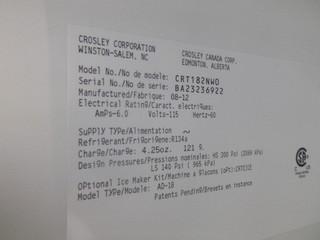 CROSLEY CORPORATION
WINSTON-SALEM, NC
CROSLEY CANADA CORP.
EDMONTON, ALBERTA
Model No./No de modele: CRT182NWO
Serial No./No de serie: BA23236922
Manufactured/Fabrique: 08-12
Electrical Rating/Caract. electriques:
Amps-6.0 Volts-115 Hertz-60
Supply Type/Alimentation ~
Refrigerant/Frigorigene:R134a
Charge/Charge: 4.25oz. 121 g.
Design Pressures/Pressions nominales: HS 300 Psi (2069 kPa)
LS 140 Psi ( 965 kPa)
Optional Ice Maker Kit/Machine a Glacons (opt):
Model Type/Modele: AD-18
Patents Pending/Brevets en instance